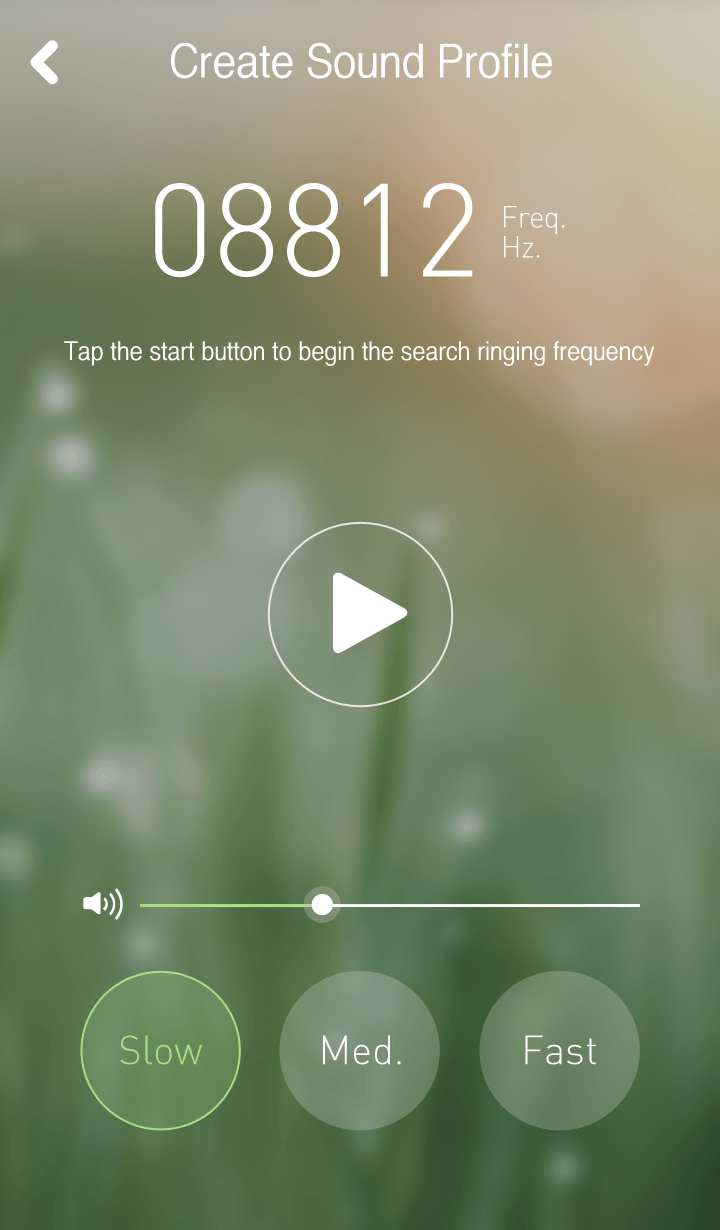 Create Sound Profile
08812
Freq.
Hz.
Tap the start button to begin the search ringing frequency
Slow
Med.
Fast